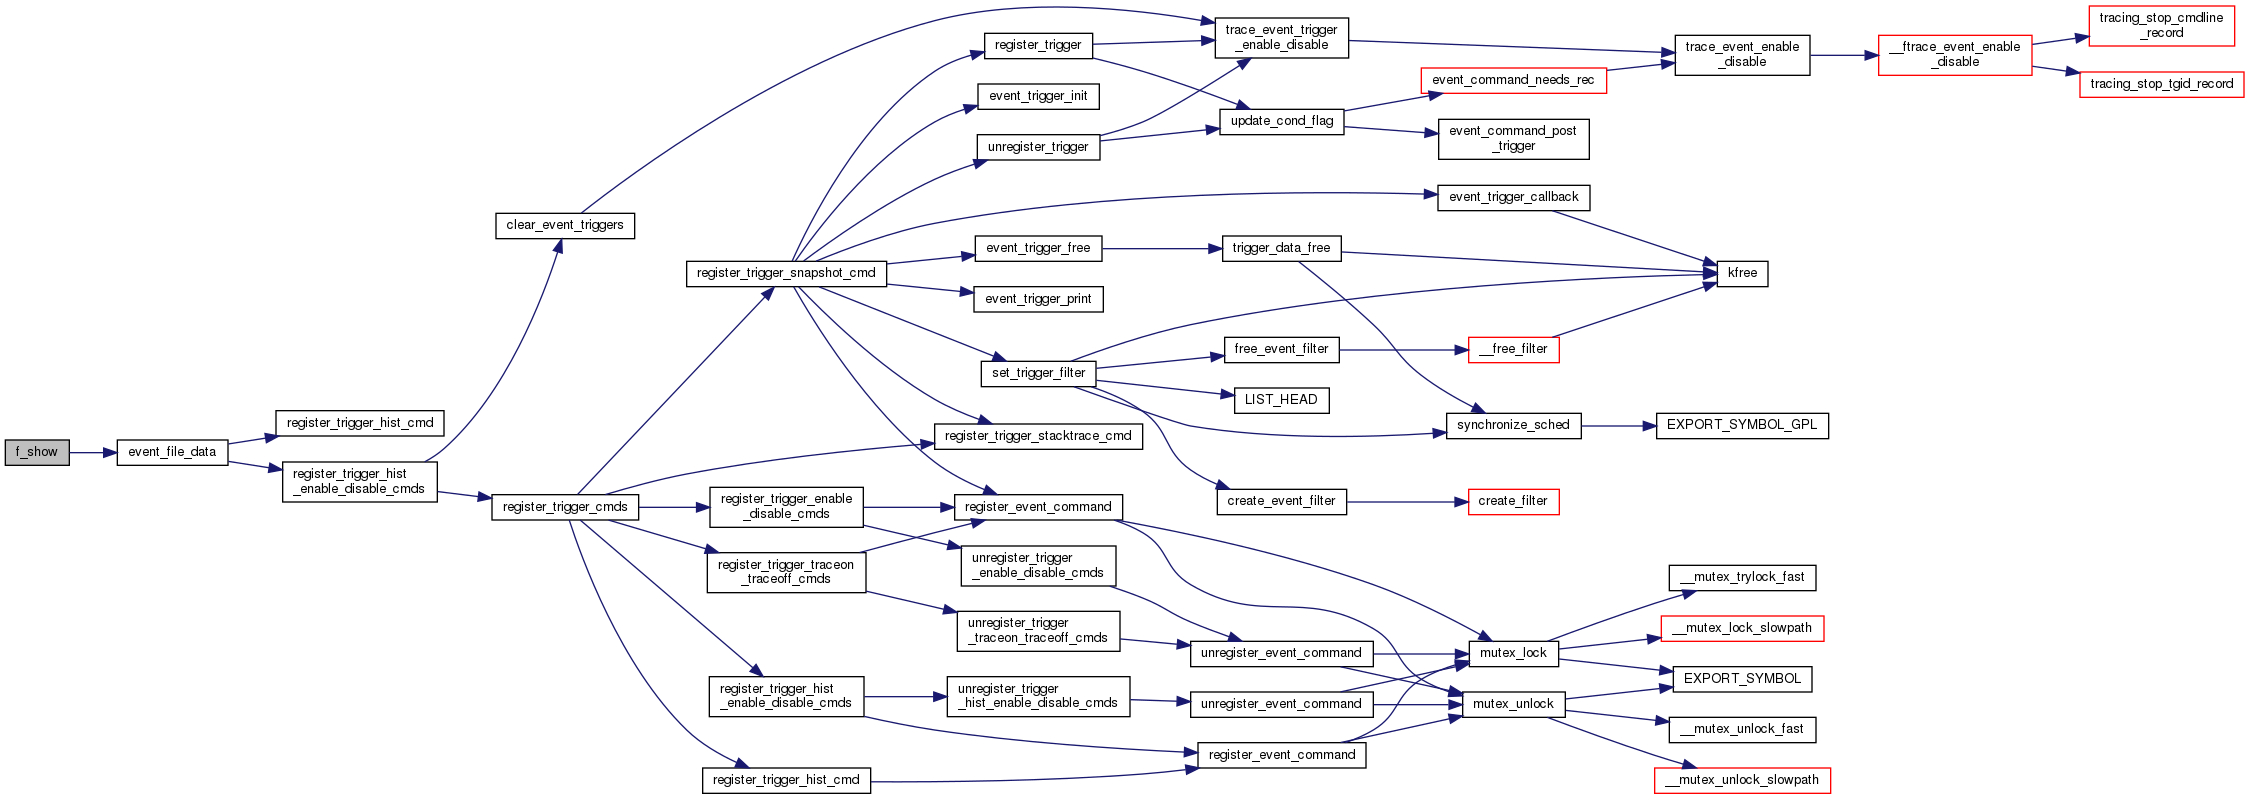 f_show
event_file_data
register_trigger_hist_cmd
register_trigger_hist
_enable_disable_cmds
clear_event_triggers
register_trigger_cmds
register_trigger_snapshot_cmd
register_trigger_enable
_disable_cmds
register_trigger_traceon
_traceoff_cmds
register_trigger_hist
_enable_disable_cmds
register_trigger_hist_cmd
register_trigger
event_trigger_init
unregister_trigger
event_trigger_free
event_trigger_print
set_trigger_filter
register_trigger_stacktrace_cmd
register_event_command
unregister_trigger
_enable_disable_cmds
unregister_trigger
_traceon_traceoff_cmds
unregister_trigger
_hist_enable_disable_cmds
trace_event_trigger
_enable_disable
update_cond_flag
trigger_data_free
free_event_filter
LIST_HEAD
create_event_filter
unregister_event_command
unregister_event_command
register_event_command
event_command_needs_rec
event_command_post
_trigger
event_trigger_callback
__free_filter
synchronize_sched
create_filter
mutex_lock
mutex_unlock
trace_event_enable
_disable
kfree
EXPORT_SYMBOL_GPL
__mutex_trylock_fast
__mutex_lock_slowpath
EXPORT_SYMBOL
__mutex_unlock_fast
__mutex_unlock_slowpath
__ftrace_event_enable
_disable
tracing_stop_cmdline
_record
tracing_stop_tgid_record